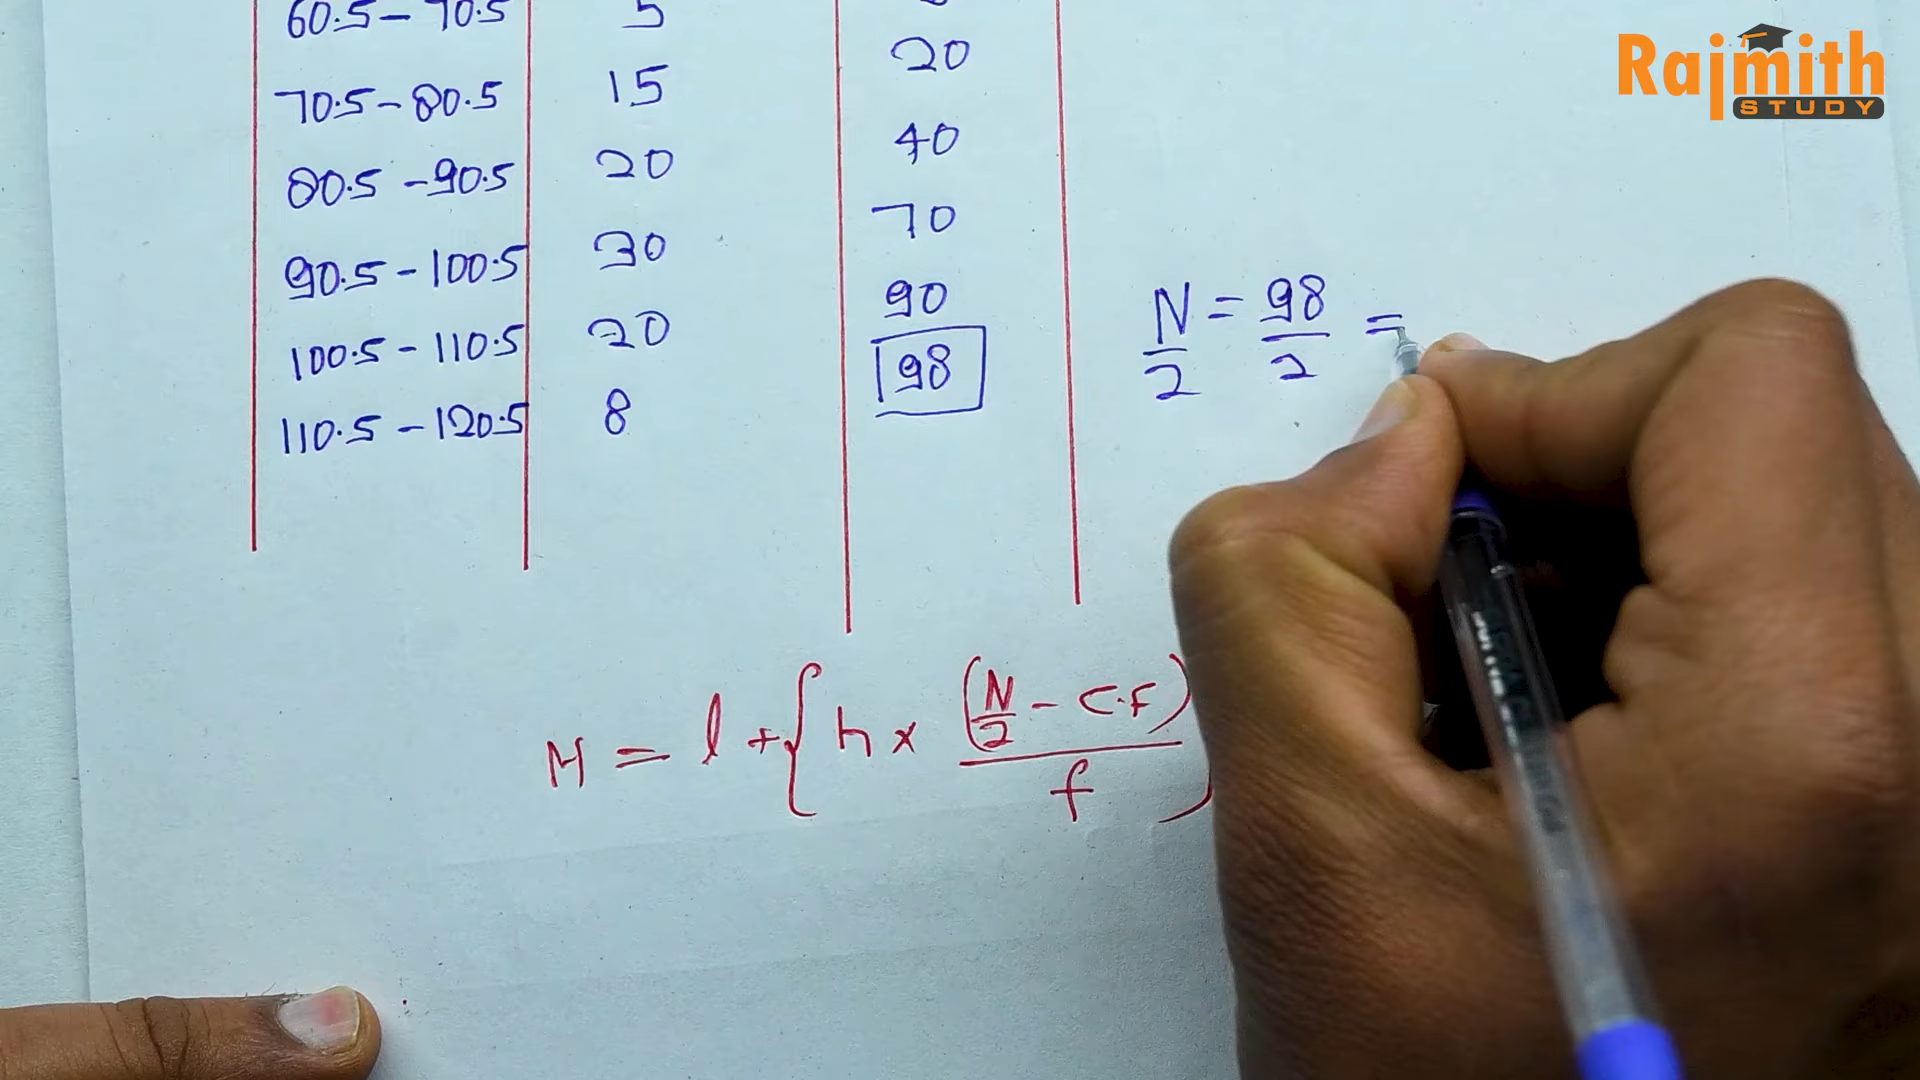 Rajmith
STUDY
60.5 - 70.5 5
70.5 - 80.5 15 20
80.5 - 90.5 20 40
90.5 - 100.5 30 70
100.5 - 110.5 20 90
110.5 - 120.5 8 98
N/2 = 98/2 =
M = l + { h × (N/2 - C.F) / f